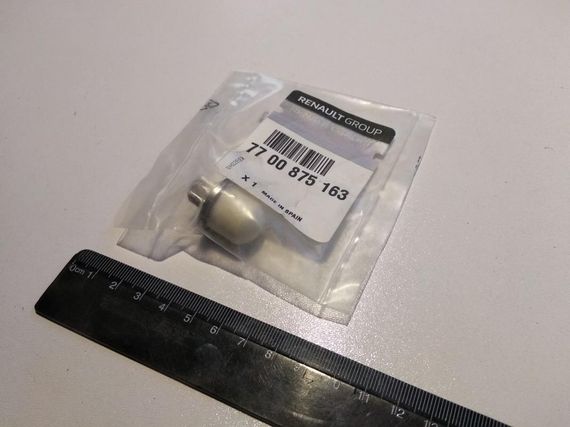 RENAULT GROUP
77 00 875 163
x 1 MADE IN SPAIN
0cm 1 2 3 4 5 6 7 8 9 10 11 12 13